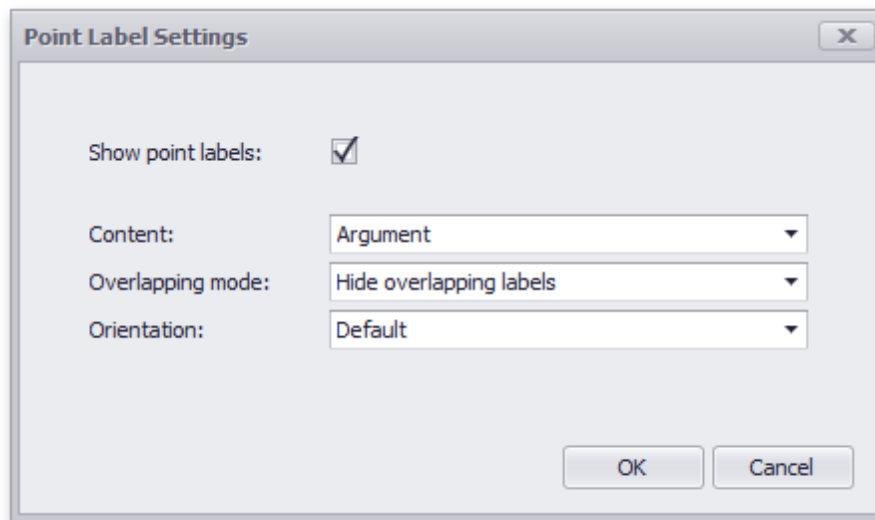 Point Label Settings
Show point labels:
Content: Argument
Overlapping mode: Hide overlapping labels
Orientation: Default
OK Cancel